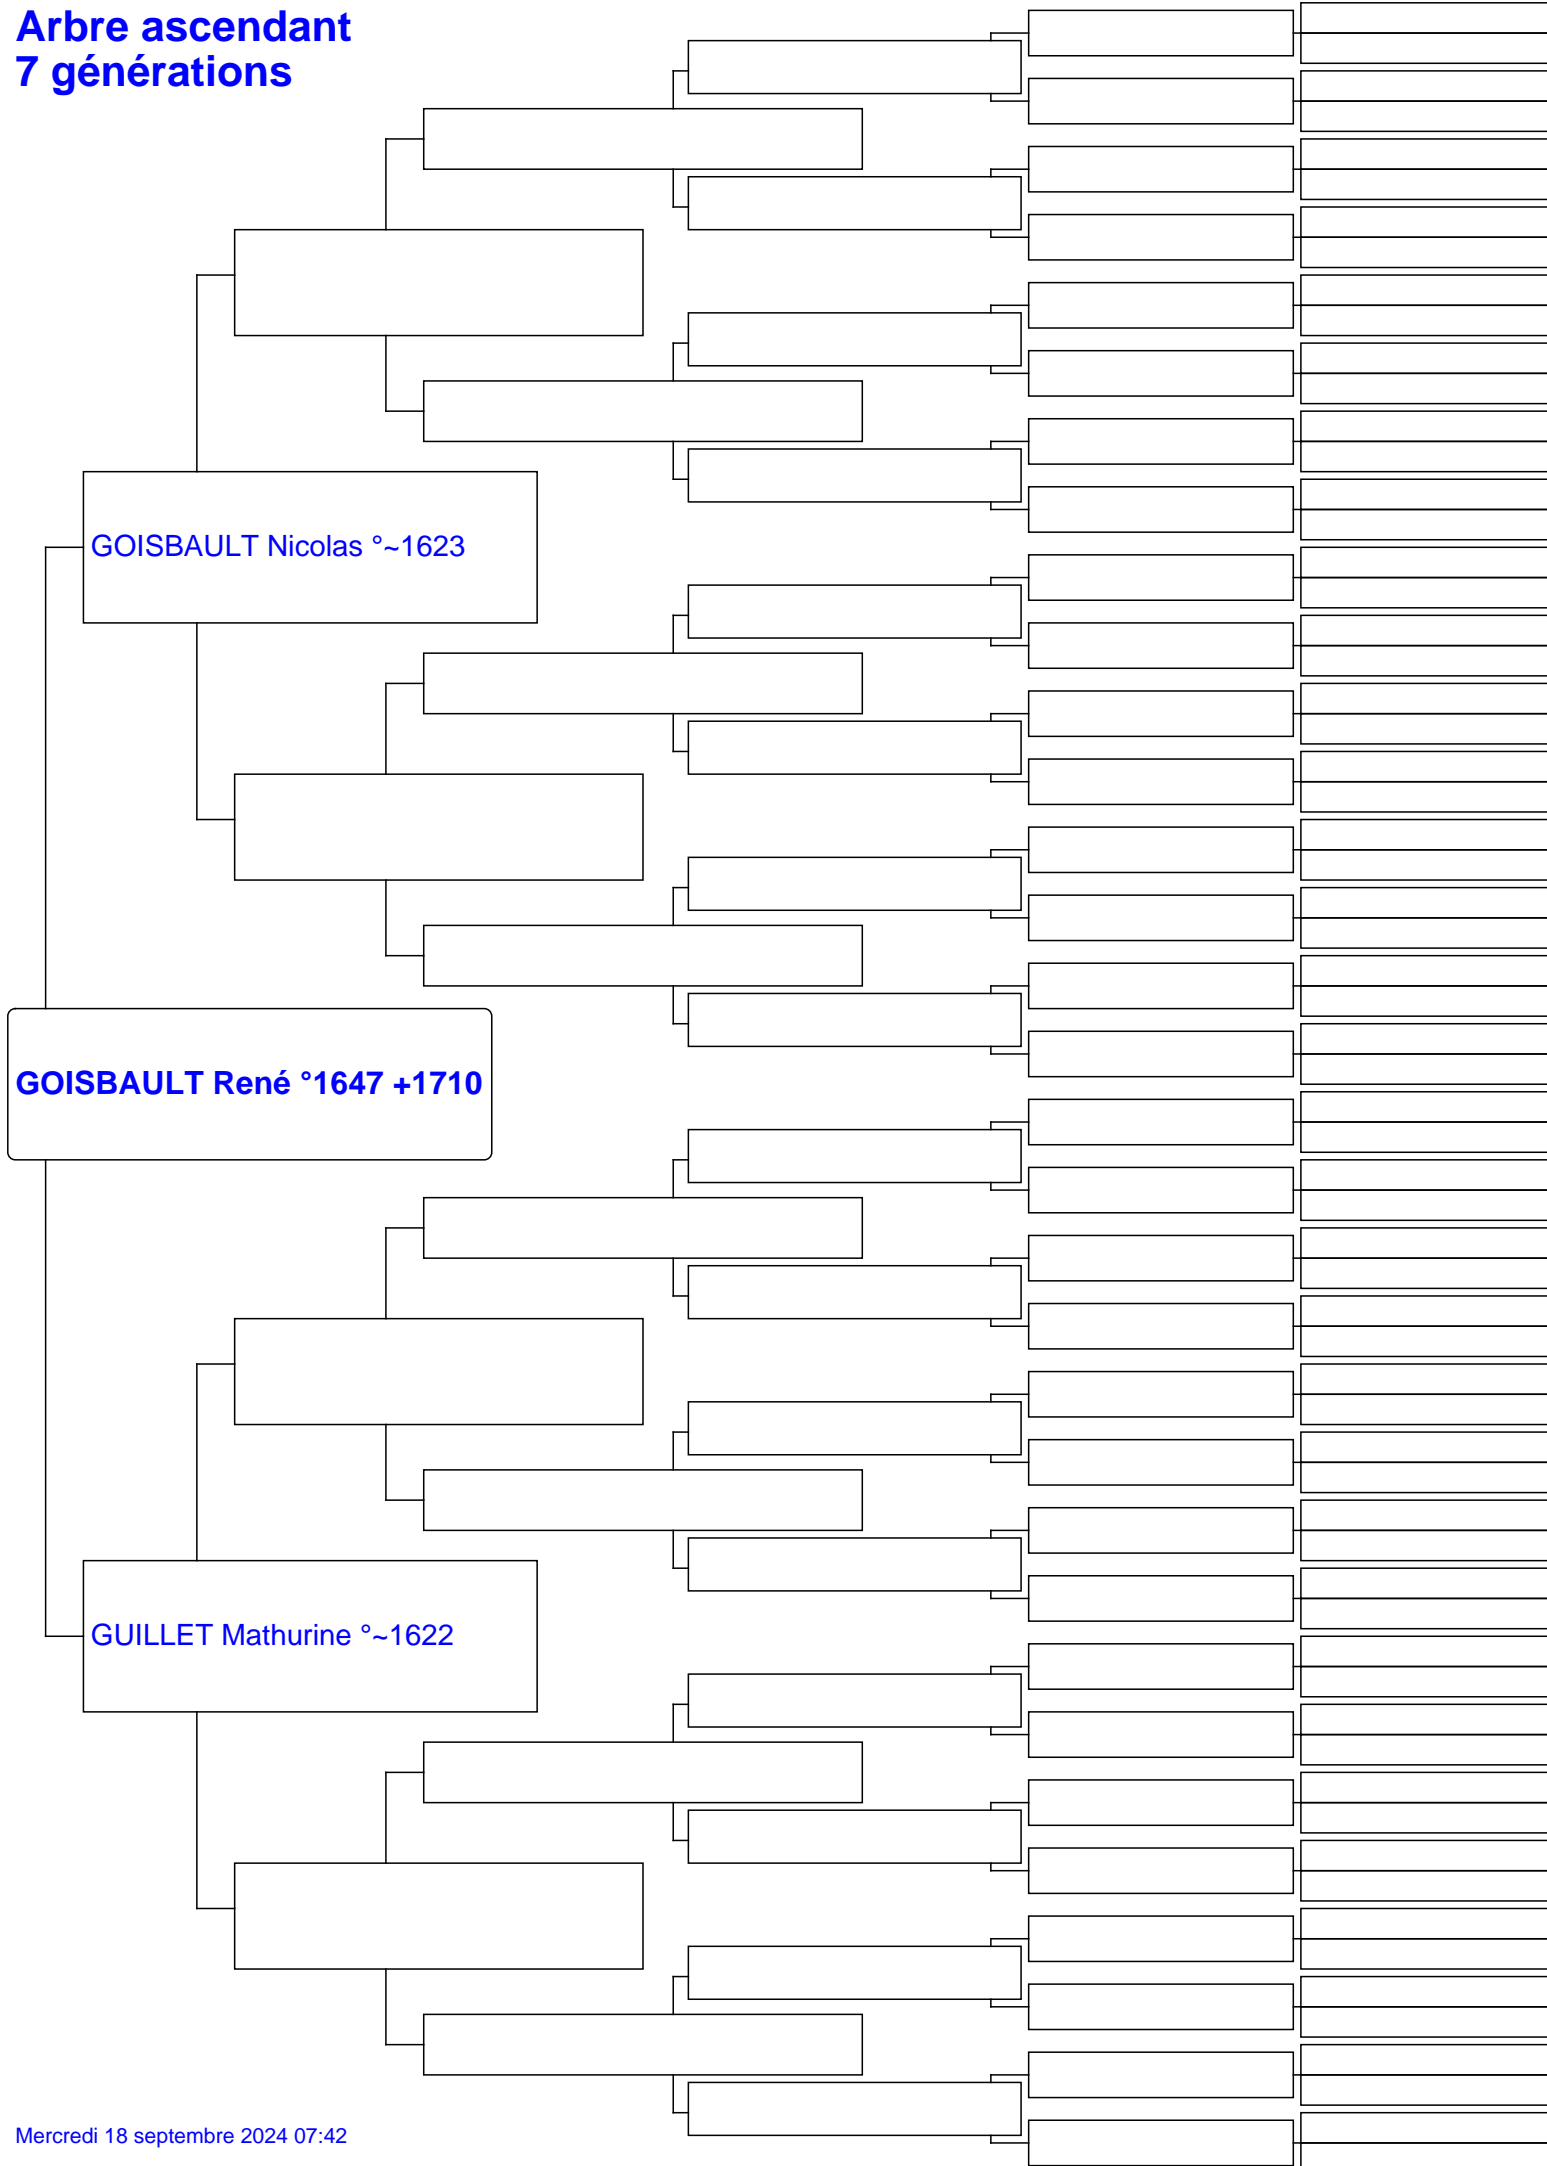 Arbre ascendant
7 générations
GOISBAULT Nicolas °~1623
GOISBAULT René °1647 +1710
GUILLET Mathurine °~1622
Mercredi 18 septembre 2024 07:42